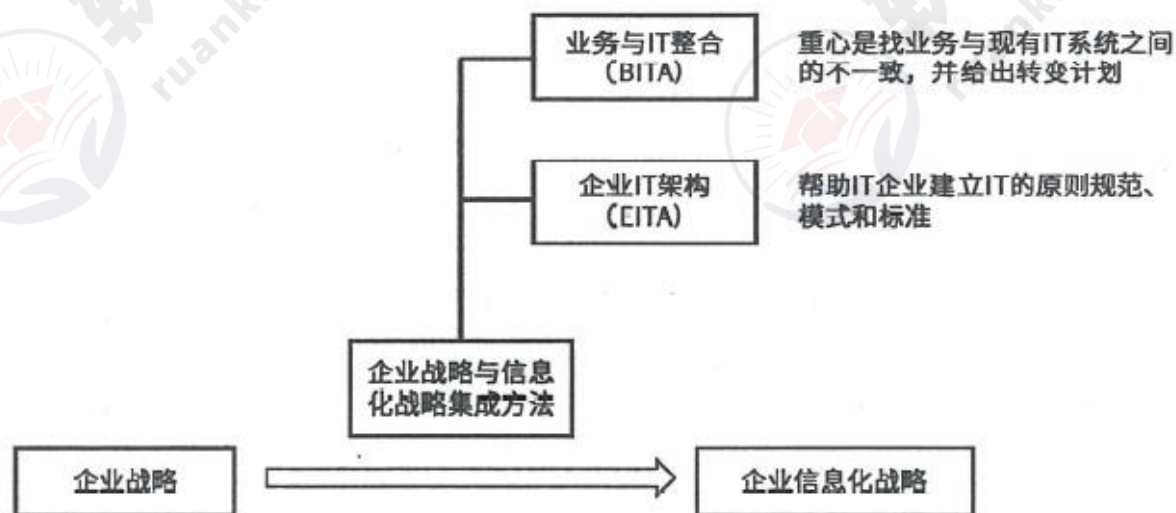 业务与IT整合
（BITA）
重心是找业务与现有IT系统之间
的不一致，并给出转变计划
企业IT架构
（EITA）
帮助IT企业建立IT的原则规范、
模式和标准
企业战略与信息
化战略集成方法
企业战略
企业信息化战略